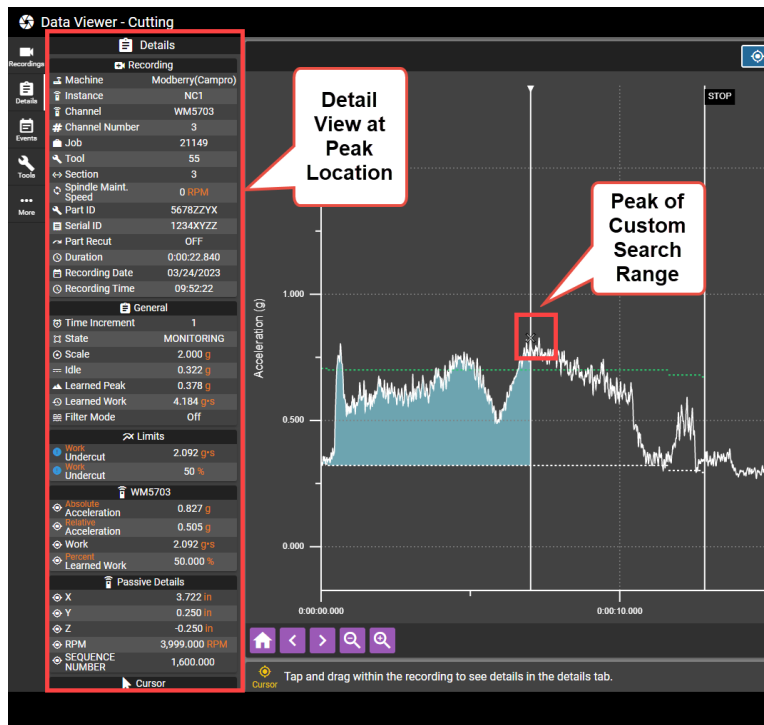 Data Viewer - Cutting
Recordings
Details
Events
Tools
More
Details
Recording
Machine Modberry(Campro)
Instance NC1
Channel WM5703
# Channel Number 3
Job 21149
Tool 55
Section 3
Spindle Maint.
Speed 0 RPM
Part ID 5678ZZYX
Serial ID 1234XYZZ
Part Recut OFF
Duration 0:00:22.840
Recording Date 03/24/2023
Recording Time 09:52:22
General
Time Increment 1
State MONITORING
Scale 2.000 g
Idle 0.322 g
Learned Peak 0.378 g
Learned Work 4.184 g•s
Filter Mode Off
Limits
Work
Undercut 2.092 g•s
Work
Undercut 50 %
WM5703
Absolute
Acceleration 0.827 g
Relative
Acceleration 0.505 g
Work 2.092 g•s
Percent
Learned Work 50.000 %
Passive Details
X 3.722 in
Y 0.250 in
Z -0.250 in
RPM 3,999.000 RPM
SEQUENCE
NUMBER 1,600.000
Cursor
Detail
View at
Peak
Location
Peak of
Custom
Search
Range
STOP
Acceleration (g)
1.000
0.500
0.000
0:00:00.000
0:00:10.000
Cursor
Tap and drag within the recording to see details in the details tab.